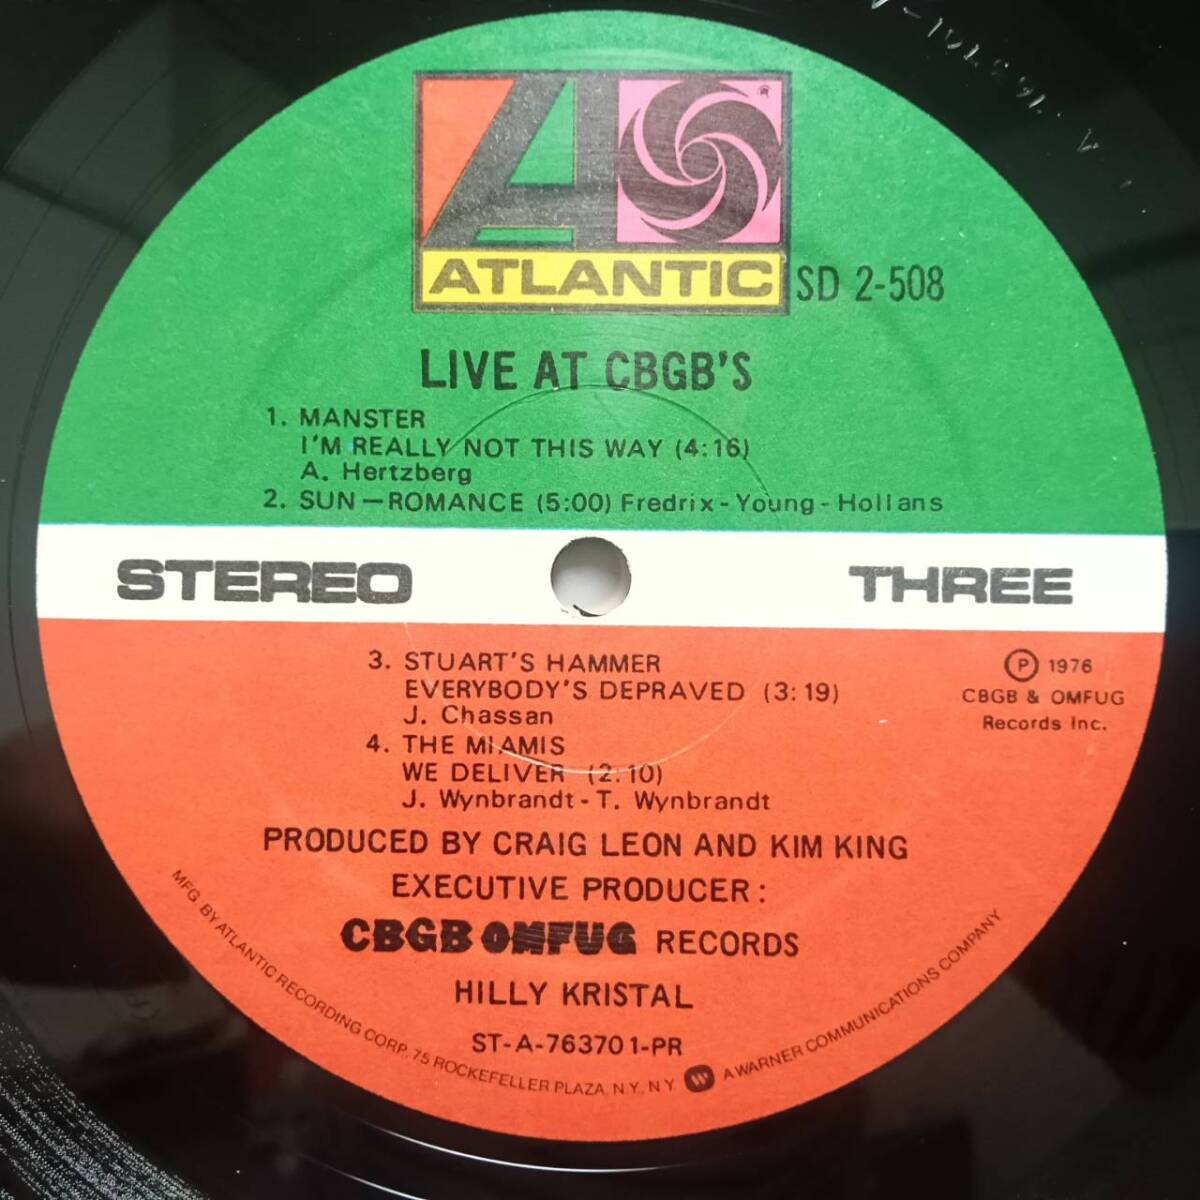 ATLANTIC
®
SD 2-508
LIVE AT CBGB'S
1. MANSTER
I'M REALLY NOT THIS WAY (4:16)
A. Hertzberg
2. SUN—ROMANCE (5:00) Fredrix-Young-Hollans
STEREO
THREE
3. STUART'S HAMMER
EVERYBODY'S DEPRAVED (3:19)
J. Chassan
4. THE MIAMIS
WE DELIVER (2:10)
J. Wynbrandt-T. Wynbrandt
℗ 1976
CBGB & OMFUG
Records Inc.
PRODUCED BY CRAIG LEON AND KIM KING
EXECUTIVE PRODUCER:
CBGB OMFUG RECORDS
HILLY KRISTAL
ST-A-763701-PR
MFG. BY ATLANTIC RECORDING CORP., 75 ROCKEFELLER PLAZA, N.Y., N.Y. W A WARNER COMMUNICATIONS COMPANY